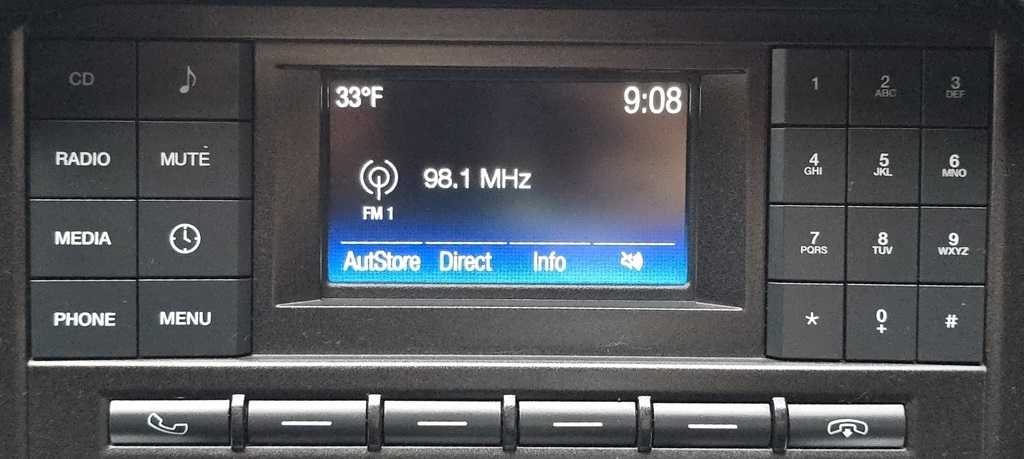 CD
RADIO MUTE
MEDIA
PHONE MENU
33°F 9:08
98.1 MHz
FM 1
AutStore Direct Info
1 2 ABC 3 DEF
4 GHI 5 JKL 6 MNO
7 PQRS 8 TUV 9 WXYZ
* 0 + #